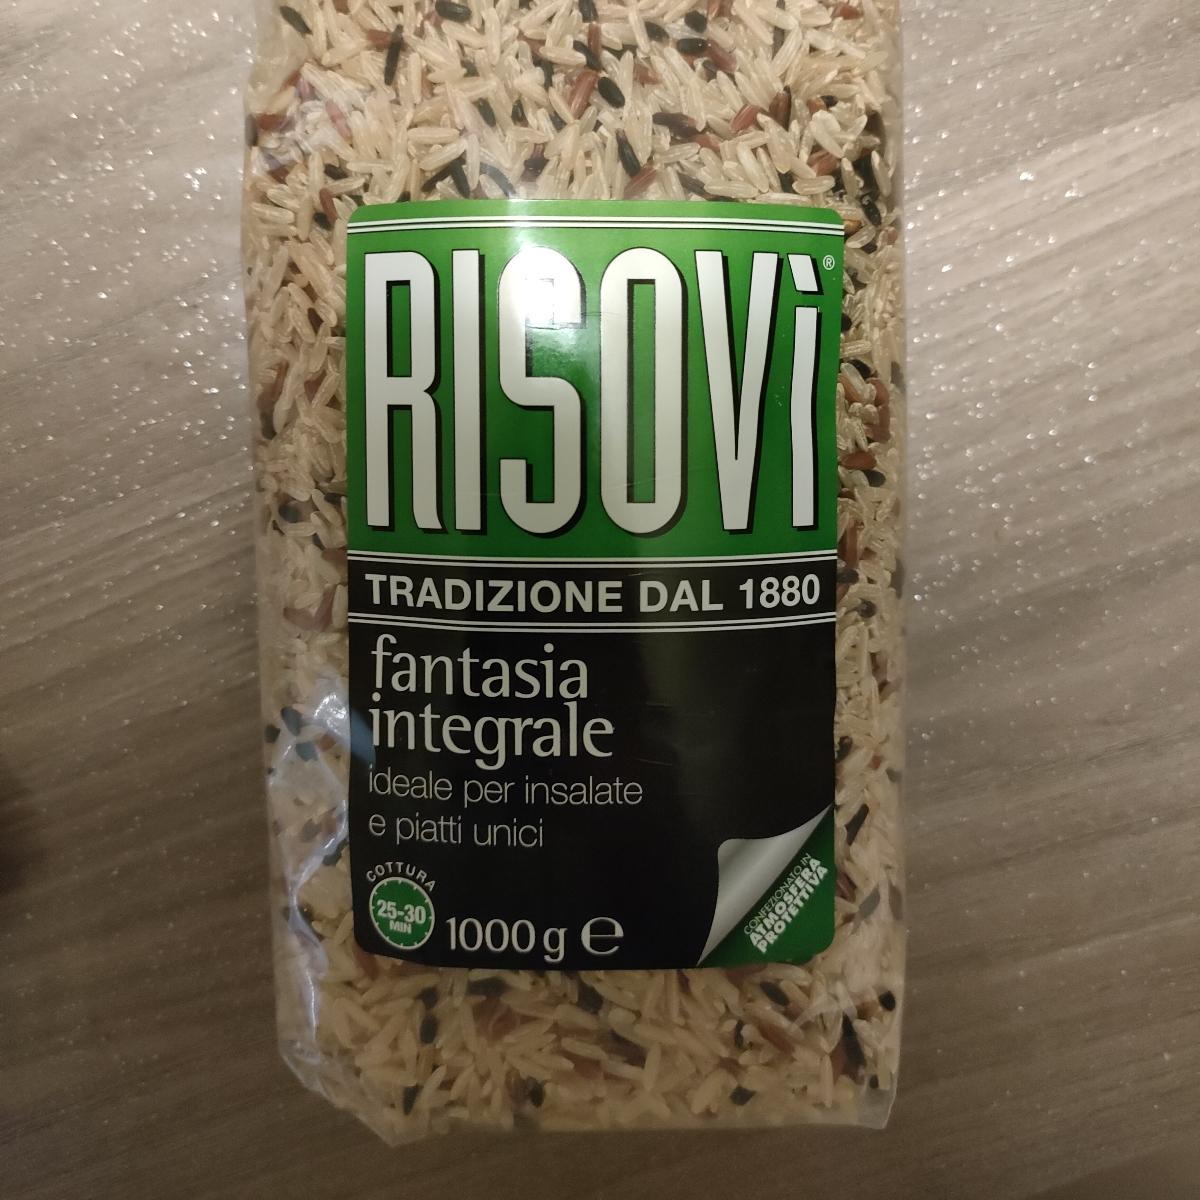 RISOVÌ®
TRADIZIONE DAL 1880
fantasia
integrale
ideale per insalate
e piatti unici
COTTURA
25-30
MIN
1000 g ℮
CONFEZIONATO IN
ATMOSFERA
PROTETTIVA